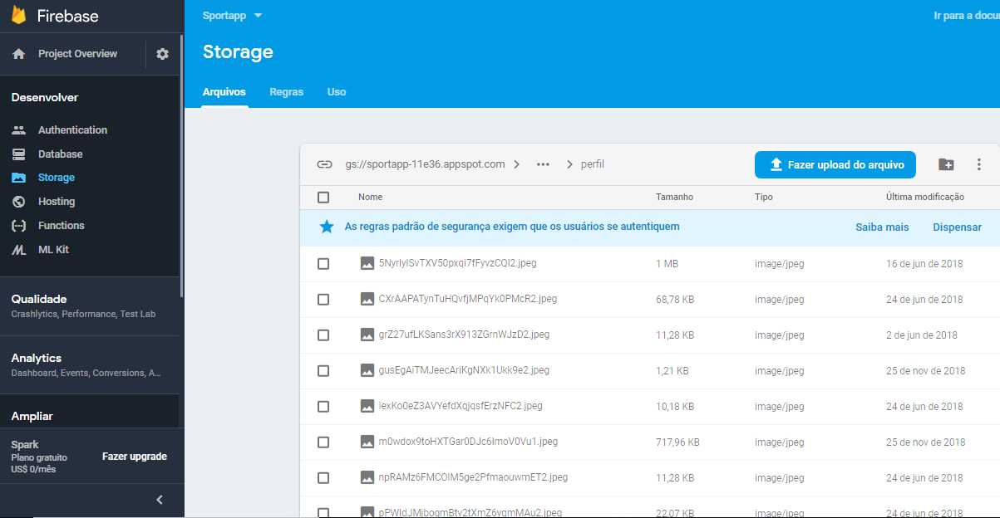 Firebase
Sportapp
Ir para a docu
Project Overview
Storage
Arquivos Regras Uso
Desenvolver
Authentication
Database
Storage
Hosting
Functions
ML Kit
Qualidade
Crashlytics, Performance, Test Lab
Analytics
Dashboard, Events, Conversions, A...
Ampliar
Spark
Plano gratuito
US$ 0/mês
Fazer upgrade
gs://sportapp-11e36.appspot.com > ••• > perfil
Fazer upload do arquivo
Nome Tamanho Tipo Última modificação
As regras padrão de segurança exigem que os usuários se autentiquem Saiba mais Dispensar
5NyrIyISvTXV50pxqi7fFyvzCQI2.jpeg 1 MB image/jpeg 16 de jun de 2018
CXrAAPATynTuHQvfjMPqYk0PMcR2.jpeg 68,78 KB image/jpeg 24 de jun de 2018
grZ27ufLKSans3rX913ZGrnWJzD2.jpeg 11,28 KB image/jpeg 2 de jun de 2018
gusEgAiTMJeecAriKgNXk1Ukk9e2.jpeg 1,21 KB image/jpeg 25 de nov de 2018
iexKo0eZ3AVYefdXqjqsfErzNFC2.jpeg 10,18 KB image/jpeg 24 de jun de 2018
m0wdox9toHXTGar0DJc6ImoV0Vu1.jpeg 717,96 KB image/jpeg 25 de nov de 2018
npRAMz6FMCOIM5ge2PfmaouwmET2.jpeg 11,28 KB image/jpeg 24 de jun de 2018
pPWIdJMjbogmBtv2tXmZ6yqmMAu2.jpeg 22,07 KB image/jpeg 24 de jun de 2018